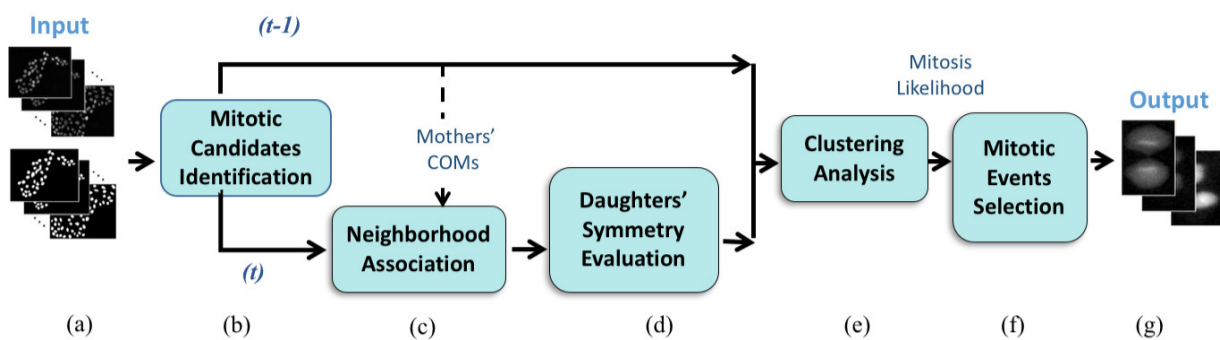 Input
(t-1)
Mitotic
Candidates
Identification
Mothers'
COMs
(t)
Neighborhood
Association
Daughters'
Symmetry
Evaluation
Clustering
Analysis
Mitosis
Likelihood
Mitotic
Events
Selection
Output
(a)
(b)
(c)
(d)
(e)
(f)
(g)